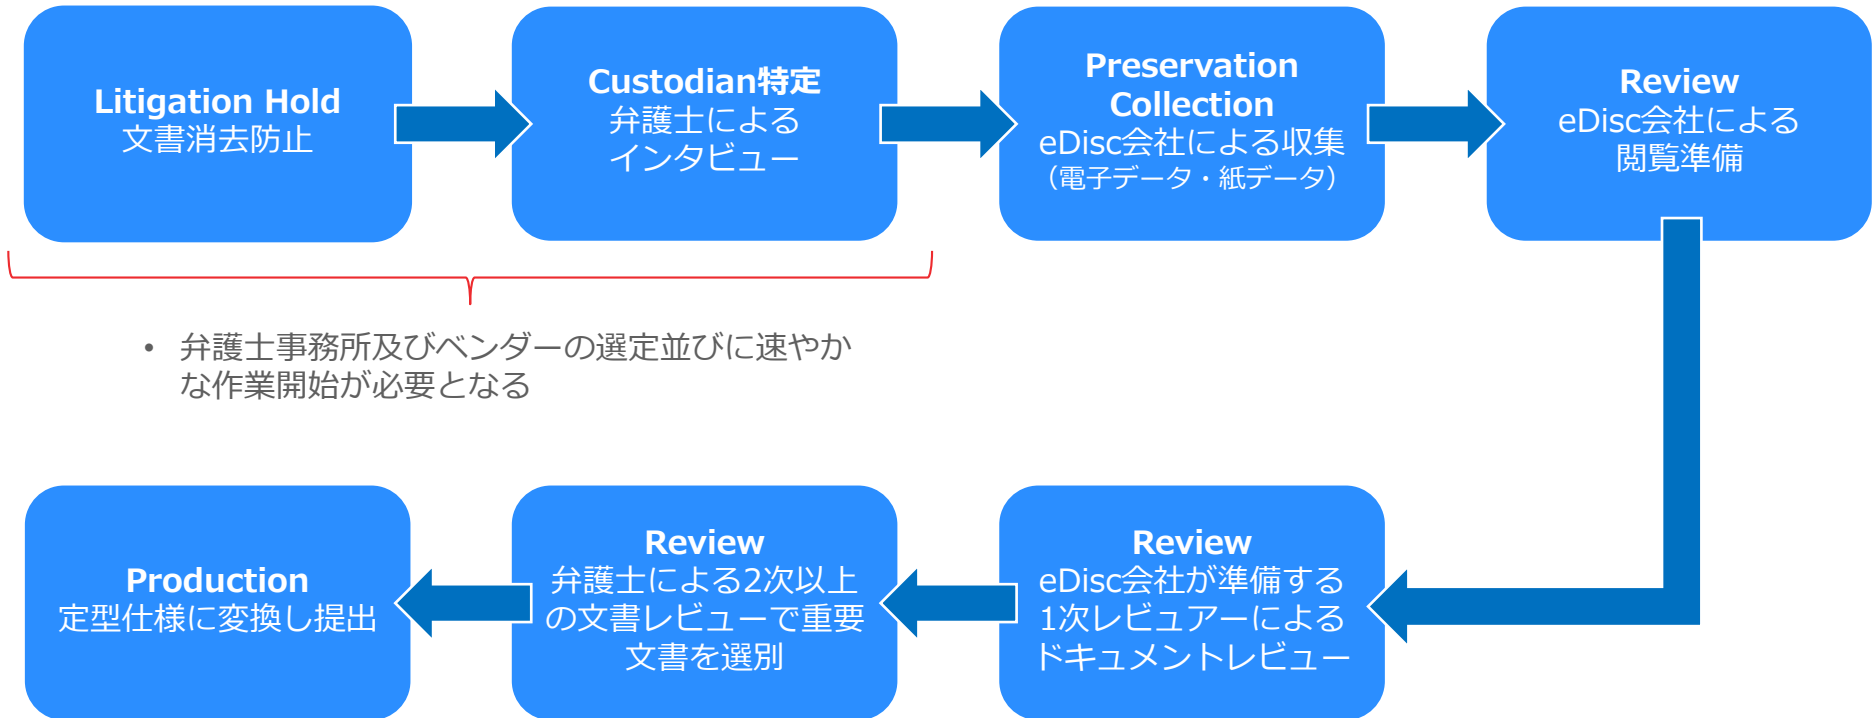 Litigation Hold
文書消去防止
Custodian特定
弁護士による
インタビュー
Preservation
Collection
eDisc会社による収集
（電子データ・紙データ）
Review
eDisc会社による
閲覧準備
• 弁護士事務所及びベンダーの選定並びに速やか
な作業開始が必要となる
Review
eDisc会社が準備する
1次レビュアーによる
ドキュメントレビュー
Review
弁護士による2次以上
の文書レビューで重要
文書を選別
Production
定型仕様に変換し提出